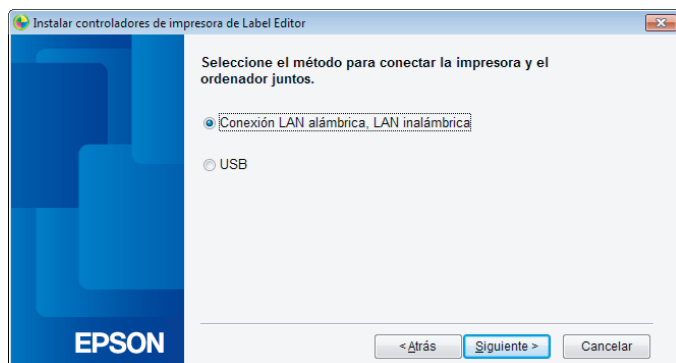 Instalar controladores de impresora de Label Editor
Seleccione el método para conectar la impresora y el
ordenador juntos.
Conexión LAN alámbrica, LAN inalámbrica
USB
EPSON
< Atrás
Siguiente >
Cancelar